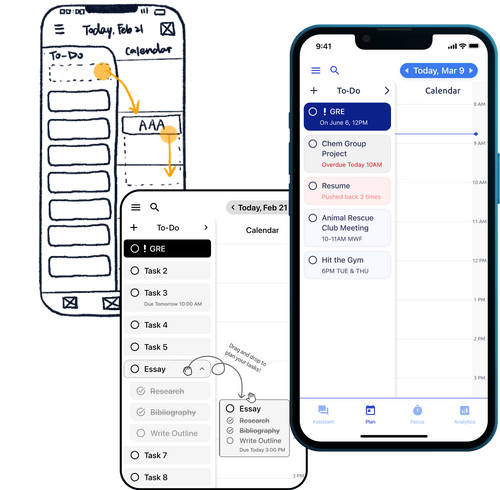 Today, Feb 21
To-Do
Calendar
AAA
Today, Feb 21
To-Do
Calendar
! GRE
Task 2
Task 3
Due Tomorrow 10:00 AM
Task 4
Task 5
Essay
Research
Bibliography
Write Outline
Task 7
Task 8
Drag and drop to
plan your tasks!
Essay
Research
Bibliography
Write Outline
Due Today 3:00 PM
3 PM
9:41
Today, Mar 9
To-Do
Calendar
! GRE
On June 6, 12PM
Chem Group
Project
Overdue Today 10AM
Resume
Pushed back 3 times
Animal Rescue
Club Meeting
10-11AM MWF
Hit the Gym
6PM TUE & THU
8 AM
9 AM
10 AM
11 AM
12 PM
1 PM
2 PM
3 PM
Assistant
Plan
Focus
Analytics